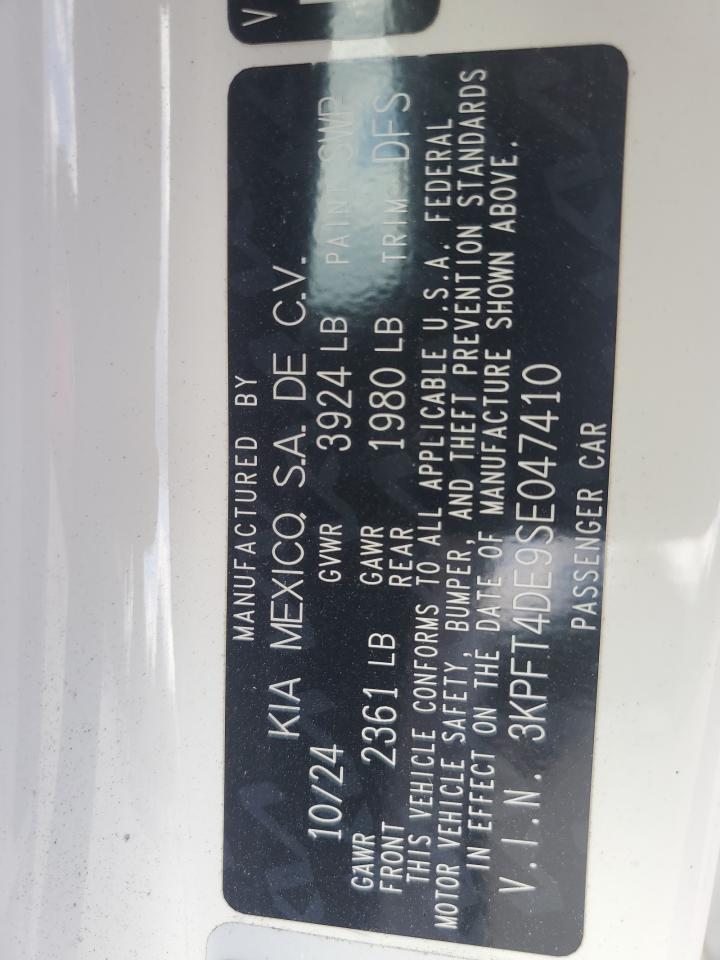 V
MANUFACTURED BY
KIA MEXICO, S.A. DE C.V.
10/24 GVWR 3924 LB PAINT SWP
GAWR FRONT 2361 LB GAWR REAR 1980 LB TRIM DFS
THIS VEHICLE CONFORMS TO ALL APPLICABLE U.S.A. FEDERAL
MOTOR VEHICLE SAFETY, BUMPER, AND THEFT PREVENTION STANDARDS
IN EFFECT ON THE DATE OF MANUFACTURE SHOWN ABOVE.
V.I.N. 3KPFT4DE9SE047410
PASSENGER CAR